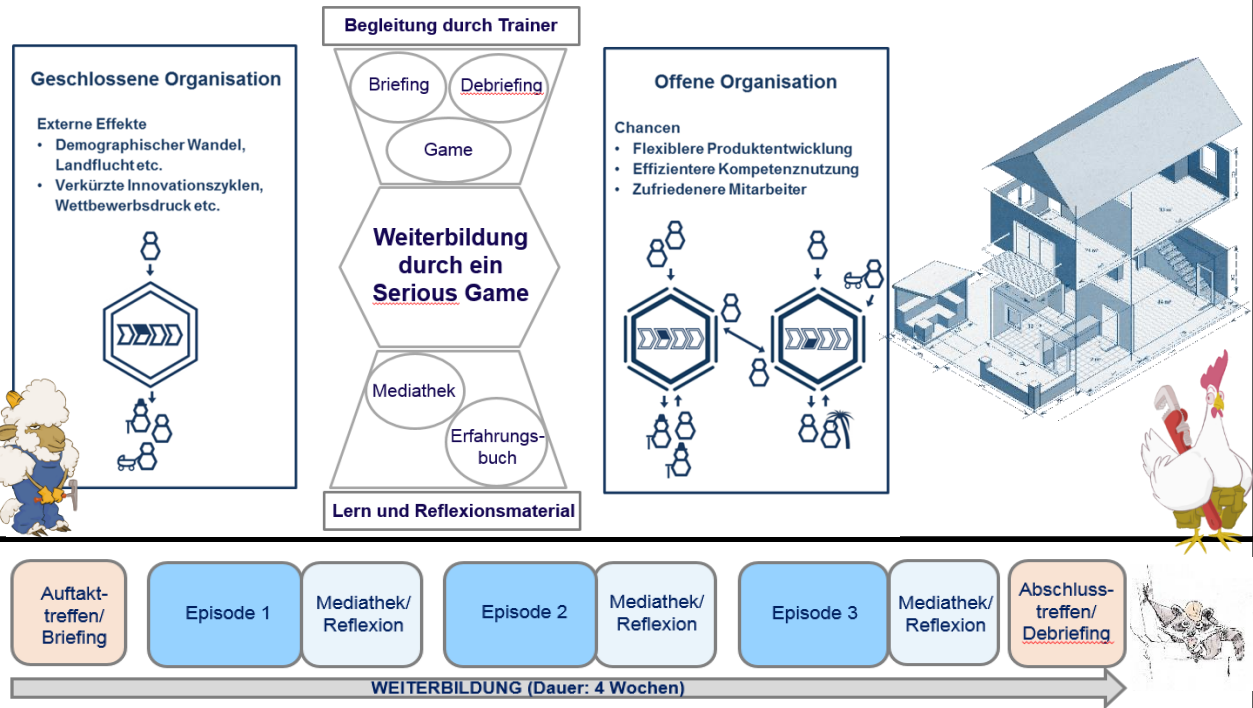 Geschlossene Organisation
Externe Effekte
• Demographischer Wandel,
Landflucht etc.
• Verkürzte Innovationszyklen,
Wettbewerbsdruck etc.
Begleitung durch Trainer
Briefing
Debriefing
Game
Weiterbildung
durch ein
Serious Game
Mediathek
Erfahrungs-
buch
Lern und Reflexionsmaterial
Offene Organisation
Chancen
• Flexiblere Produktentwicklung
• Effizientere Kompetenznutzung
• Zufriedenere Mitarbeiter
Auftakt-
treffen/
Briefing
Episode 1
Mediathek/
Reflexion
Episode 2
Mediathek/
Reflexion
Episode 3
Mediathek/
Reflexion
Abschluss-
treffen/
Debriefing
WEITERBILDUNG (Dauer: 4 Wochen)